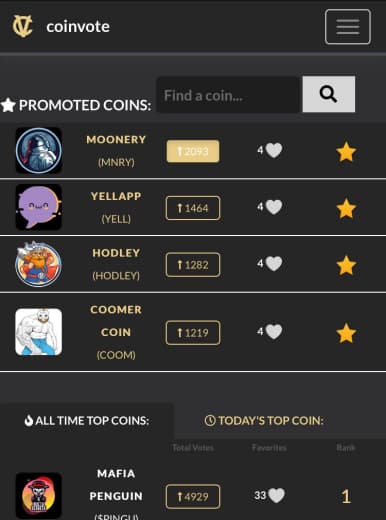 coinvote
Find a coin...
PROMOTED COINS:
MOONERY
(MNRY)
2093
4
YELLAPP
(YELL)
1464
4
HODLEY
(HODLEY)
1282
4
COOMER
COIN
(COOM)
1219
4
ALL TIME TOP COINS: TODAY'S TOP COIN:
Total Votes Favorites Rank
MAFIA
PENGUIN
($PINGU)
4929
33
1